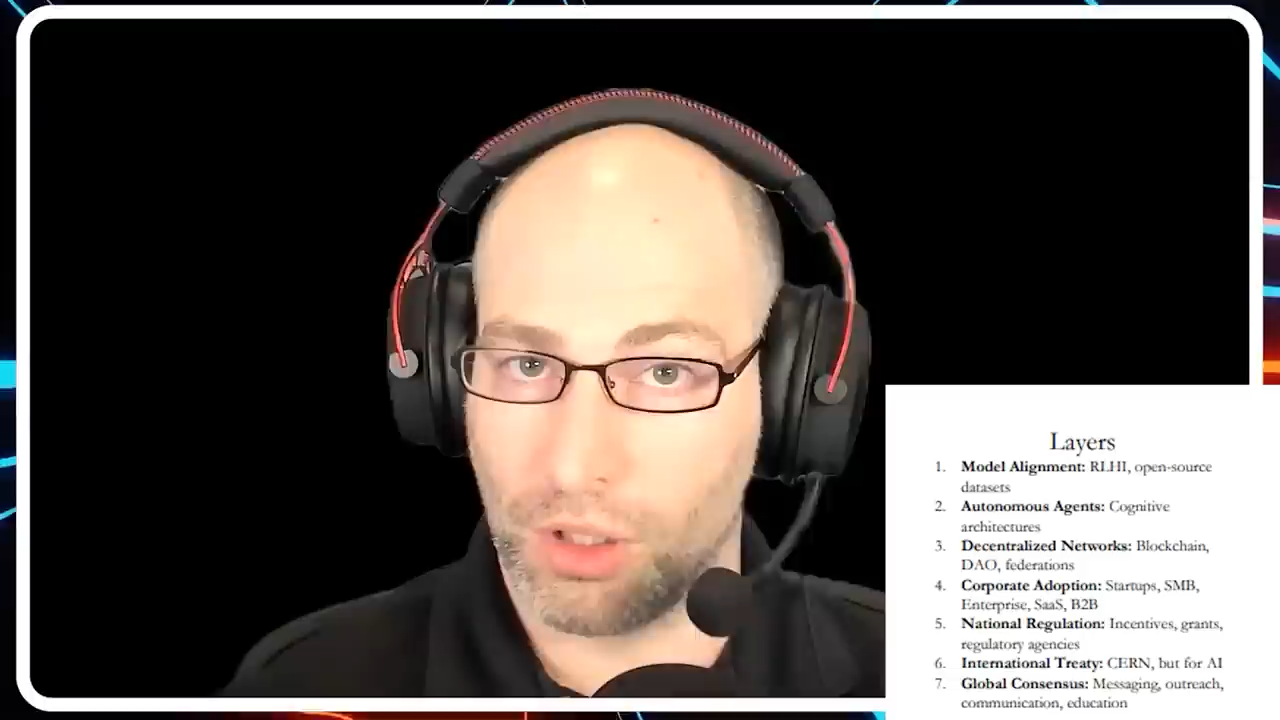 Layers
1. Model Alignment: RLHI, open-source
datasets
2. Autonomous Agents: Cognitive
architectures
3. Decentralized Networks: Blockchain,
DAO, federations
4. Corporate Adoption: Startups, SMB,
Enterprise, SaaS, B2B
5. National Regulation: Incentives, grants,
regulatory agencies
6. International Treaty: CERN, but for AI
7. Global Consensus: Messaging, outreach,
communication, education